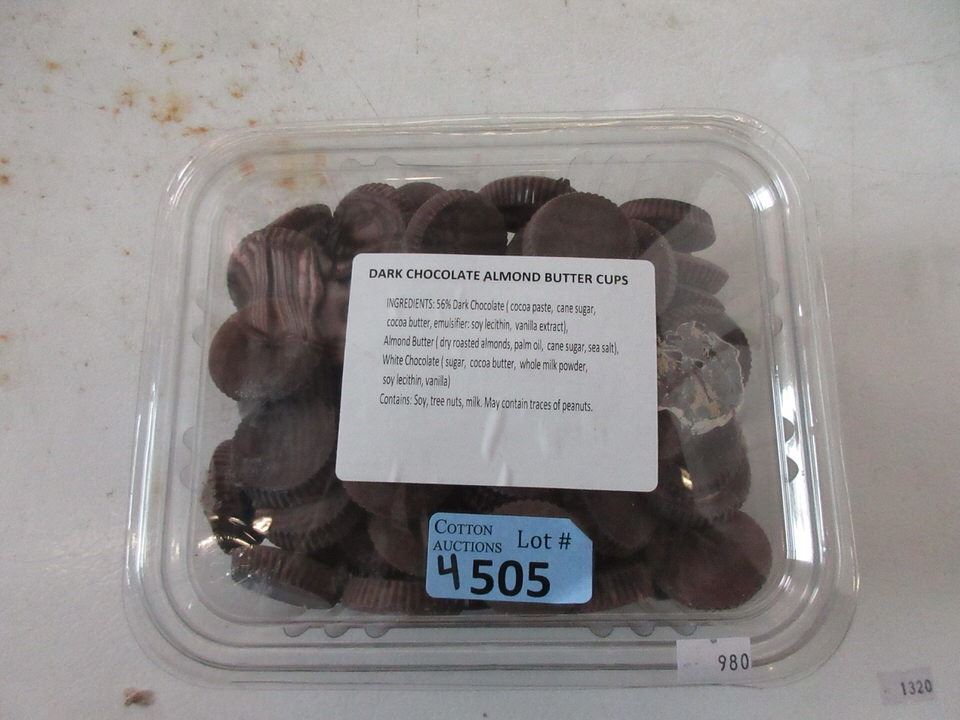 DARK CHOCOLATE ALMOND BUTTER CUPS
INGREDIENTS: 56% Dark Chocolate ( cocoa paste, cane sugar,
cocoa butter, emulsifier: soy lecithin, vanilla extract),
Almond Butter ( dry roasted almonds, palm oil, cane sugar, sea salt),
White Chocolate ( sugar, cocoa butter, whole milk powder,
soy lecithin, vanilla)
Contains: Soy, tree nuts, milk. May contain traces of peanuts.
COTTON
AUCTIONS Lot #
4 505
980
1320